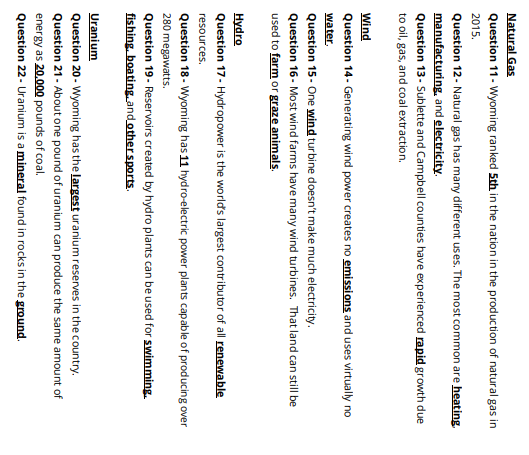 Natural Gas
Question 11- Wyoming ranked 5th in the nation in the production of natural gas in
2015.
Question 12 - Natural gas has many different uses. The most common are heating,
manufacturing, and electricity.
Question 13- Sublette and Campbell counties have experienced rapid growth due
to oil, gas, and coal extraction.
Wind
Question 14- Generating wind power creates no emissions and uses virtually no
water.
Question 15 - One wind turbine doesn't make much electricity.
Question 16 - Most wind farms have many wind turbines. That land can still be
used to farm or graze animals.
Hydro
Question 17 - Hydropower is the world's largest contributor of all renewable
resources.
Question 18- Wyoming has 11 hydro-electric power plants capable of producing over
280 megawatts.
Question 19- Reservoirs created by hydro plants can be used for swimming,
fishing, boating, and other sports.
Uranium
Question 20 - Wyoming has the largest uranium reserves in the country.
Question 21- About one pound of uranium can produce the same amount of
energy as 20,000 pounds of coal.
Question 22 - Uranium is a mineral found in rocks in the ground.